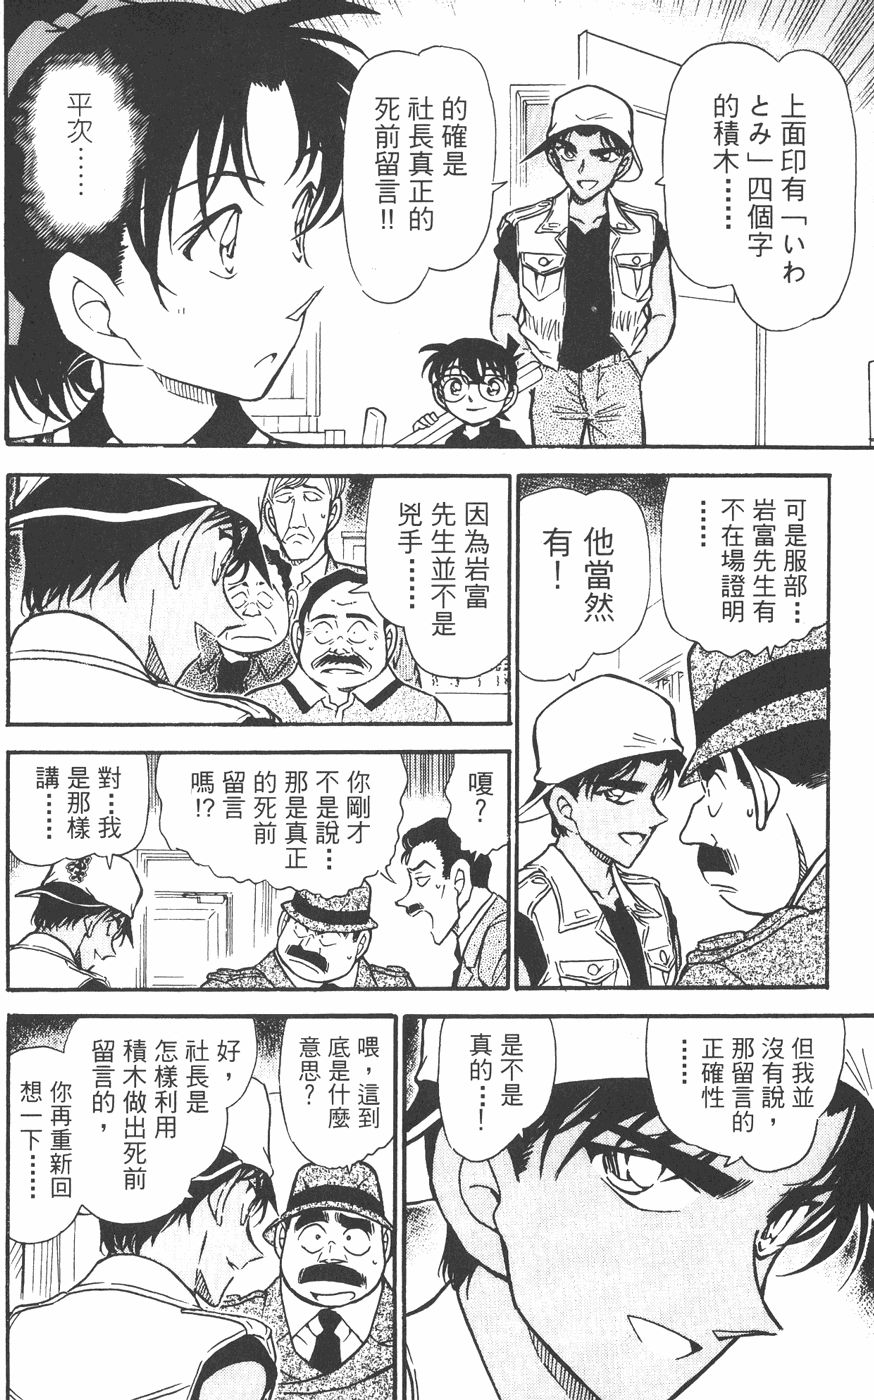 上面印有「いわ
とみ」四個字
的積木……
的確是
社長真正的
死前留言!!
平次……
可是服部…
岩富先生有
不在場證明
……
他當然
有!
因為岩富
先生並不是
兇手……
嗄?
你剛才
不是說…
那是真正
的死前
留言
嗎!?
對…我
是那樣
講……
但我並
沒有說,
那留言的
正確性
……
是不是
真的…!
喂,這到
底是什麼
意思?
好,
社長是
怎樣利用
積木做出死前
留言的,
你再重新回
想一下……